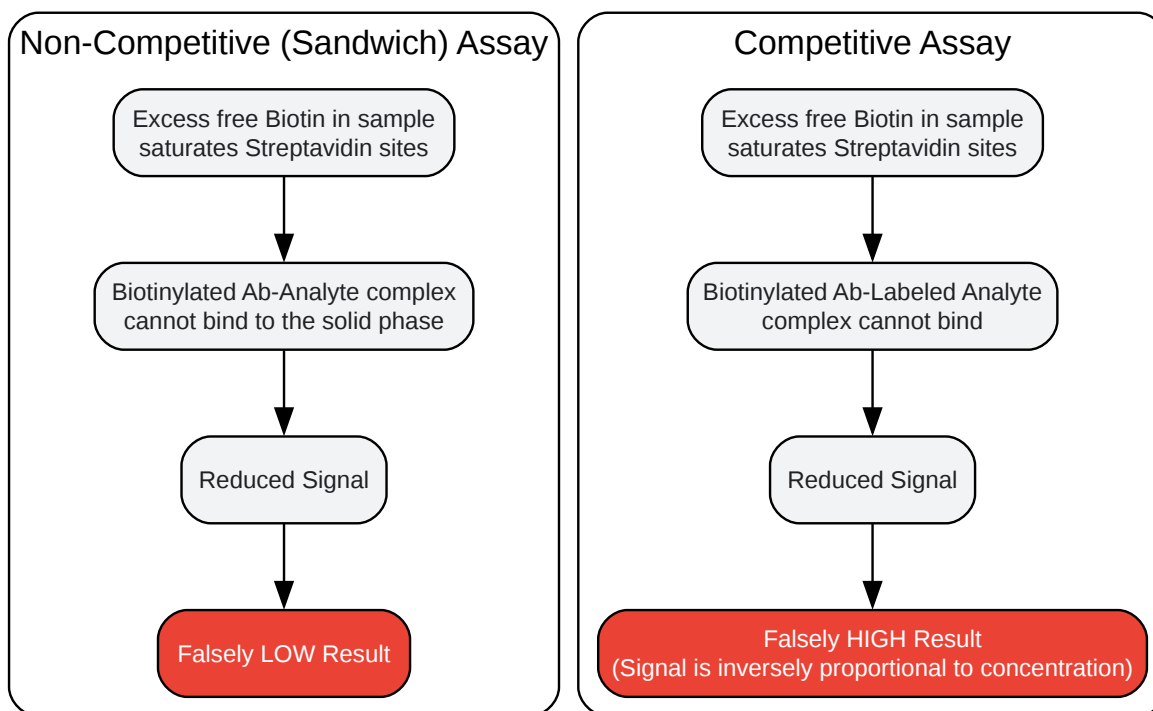 Non-Competitive (Sandwich) Assay
Excess free Biotin in sample
saturates Streptavidin sites
Biotinylated Ab-Analyte complex
cannot bind to the solid phase
Reduced Signal
Falsely LOW Result
Competitive Assay
Excess free Biotin in sample
saturates Streptavidin sites
Biotinylated Ab-Labeled Analyte
complex cannot bind
Reduced Signal
Falsely HIGH Result
(Signal is inversely proportional to concentration)